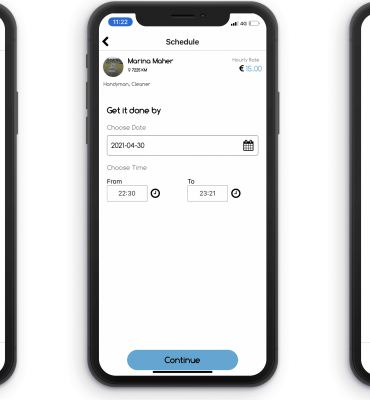 11:22
4G
Schedule
Marina Maher
Hourly Rate
7225 KM
€ 15.00
Handyman, Cleaner
Get it done by
Choose Date
2021-04-30
Choose Time
From
To
22:30
23:21
Continue